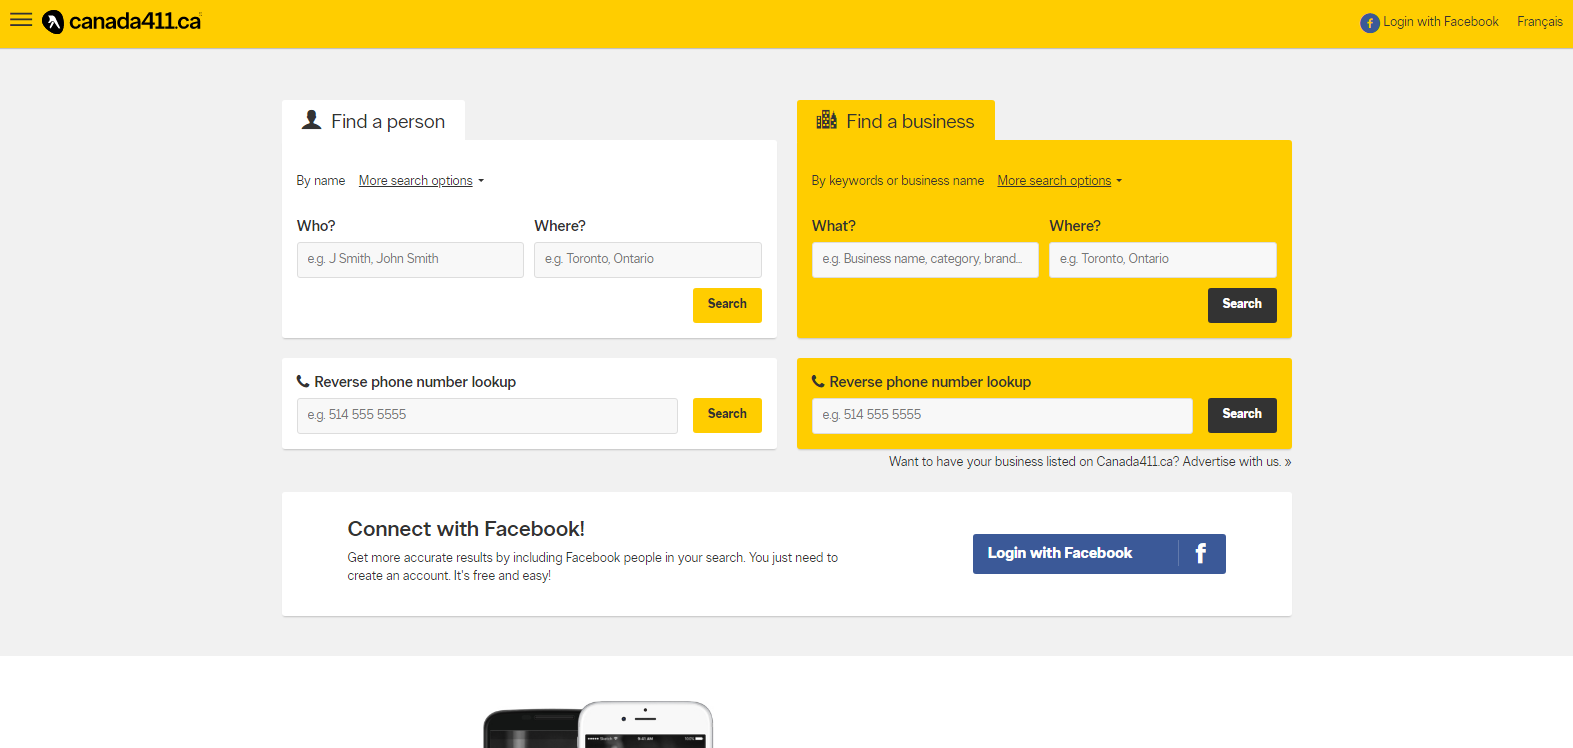 canada411.ca
Login with Facebook Français
Find a person
By name More search options
Who? Where?
e.g. J Smith, John Smith e.g. Toronto, Ontario
Search
Reverse phone number lookup
e.g. 514 555 5555 Search
Find a business
By keywords or business name More search options
What? Where?
e.g. Business name, category, brand... e.g. Toronto, Ontario
Search
Reverse phone number lookup
e.g. 514 555 5555 Search
Want to have your business listed on Canada411.ca? Advertise with us. »
Connect with Facebook!
Get more accurate results by including Facebook people in your search. You just need to
create an account. It's free and easy!
Login with Facebook f
9:41 AM 100%